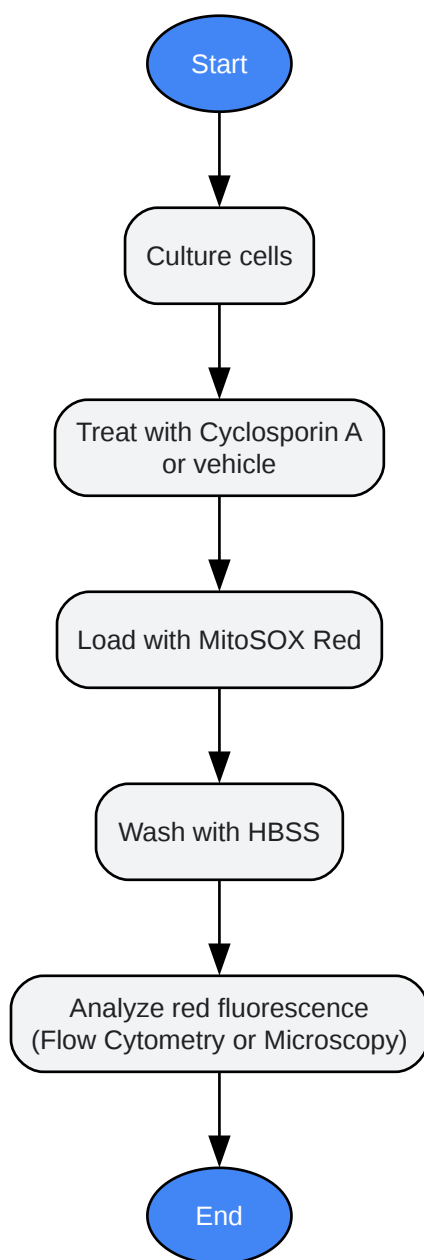 Start
Culture cells
Treat with Cyclosporin A
or vehicle
Load with MitoSOX Red
Wash with HBSS
Analyze red fluorescence
(Flow Cytometry or Microscopy)
End